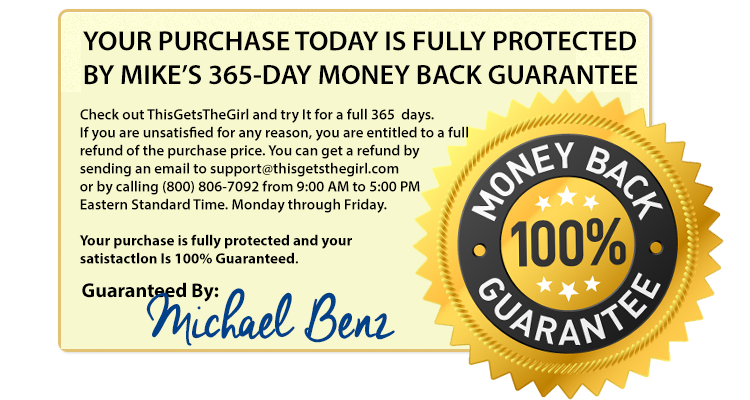 YOUR PURCHASE TODAY IS FULLY PROTECTED
BY MIKE’S 365-DAY MONEY BACK GUARANTEE
Check out ThisGetsTheGirl and try It for a full 365 days.
If you are unsatisfied for any reason, you are entitled to a full
refund of the purchase price. You can get a refund by
sending an email to support@thisgetsthegirl.com
or by calling (800) 806-7092 from 9:00 AM to 5:00 PM
Eastern Standard Time. Monday through Friday.
Your purchase is fully protected and your
satistactlon Is 100% Guaranteed.
Guaranteed By:
Michael Benz
MONEY BACK
100%
GUARANTEE